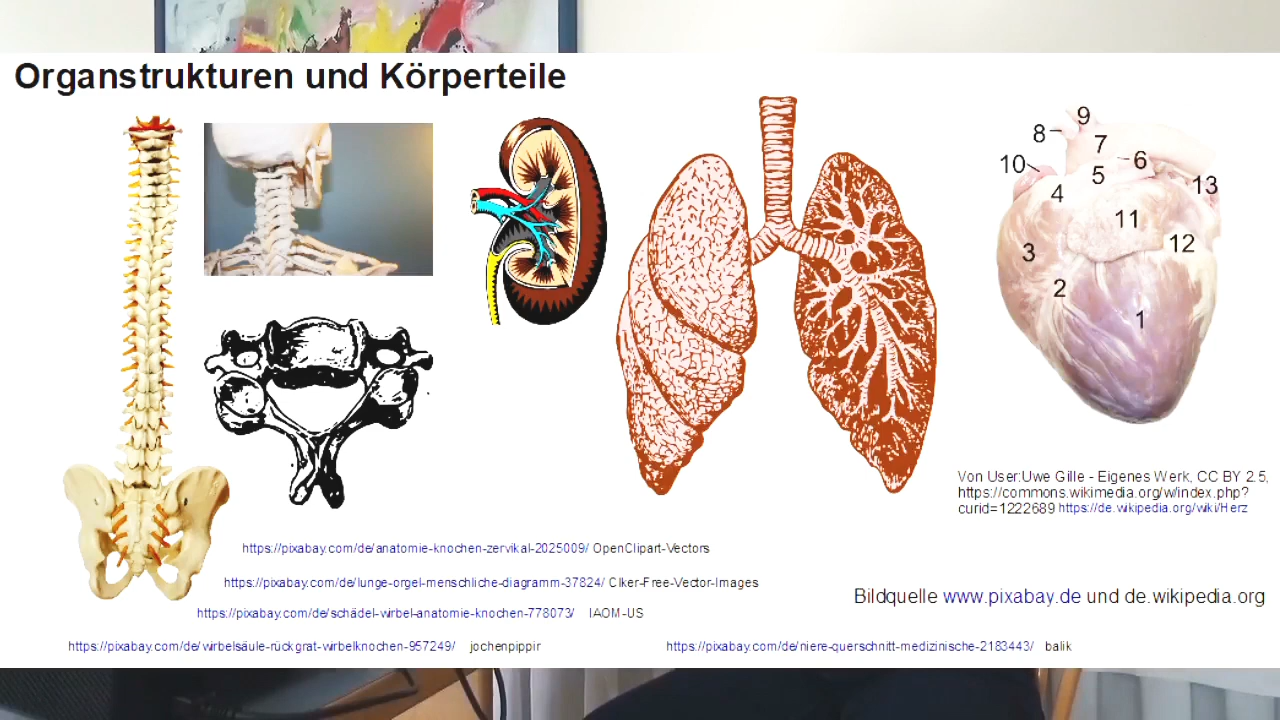 Organstrukturen und Körperteile
9
8
7
10
6
5
13
4
11
3
12
2
1
Von User:Uwe Gille - Eigenes Werk, CC BY 2.5,
https://commons.wikimedia.org/w/index.php?
curid=1222689 https://de.wikipedia.org/wiki/Herz
https://pixabay.com/de/anatomie-knochen-zervikal-2025009/ OpenClipart-Vectors
https://pixabay.com/de/lunge-orgel-menschliche-diagramm-37824/ Clker-Free-Vector-Images
Bildquelle www.pixabay.de und de.wikipedia.org
https://pixabay.com/de/schädel-wirbel-anatomie-knochen-778073/ IAOM-US
https://pixabay.com/de/wirbelsäule-rückgrat-wirbelknochen-957249/ jochenpippir
https://pixabay.com/de/niere-querschnitt-medizinische-2183443/ balik